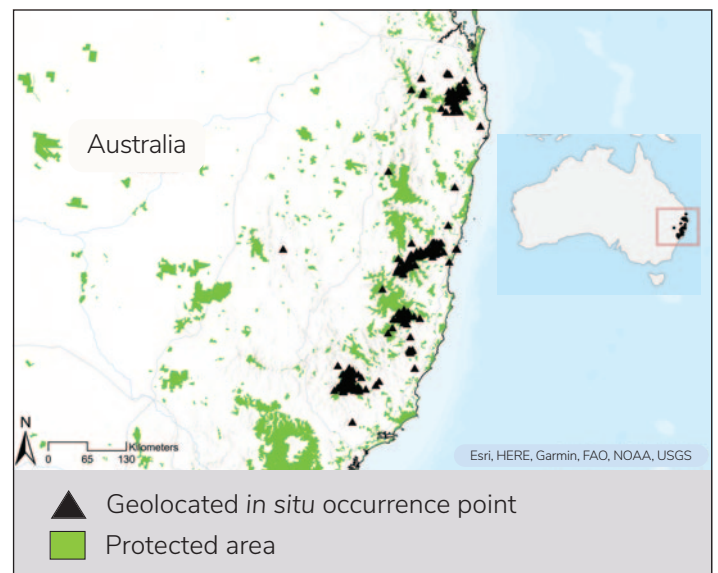 Australia
N
Kilometers
0 65 130
Esri, HERE, Garmin, FAO, NOAA, USGS
Geolocated in situ occurrence point
Protected area